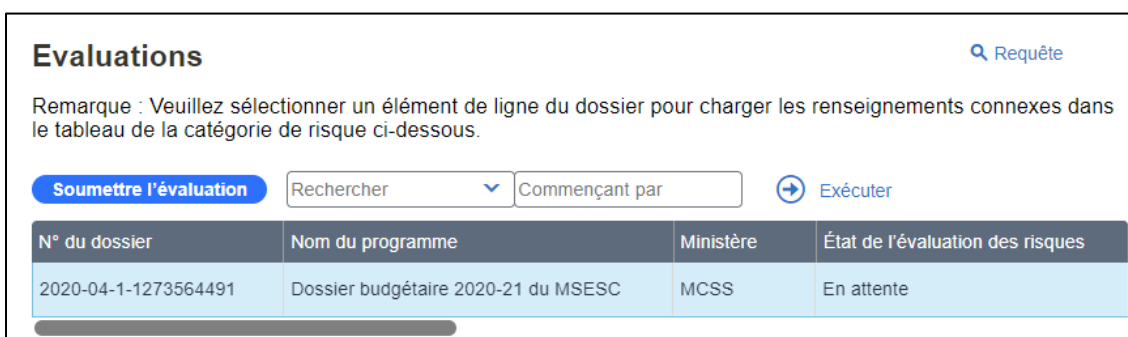 Evaluations
Requête
Remarque : Veuillez sélectionner un élément de ligne du dossier pour charger les renseignements connexes dans
le tableau de la catégorie de risque ci-dessous.
Soumettre l'évaluation Rechercher Commençant par Exécuter
N° du dossier Nom du programme Ministère État de l'évaluation des risques
2020-04-1-1273564491 Dossier budgétaire 2020-21 du MSESC MCSS En attente